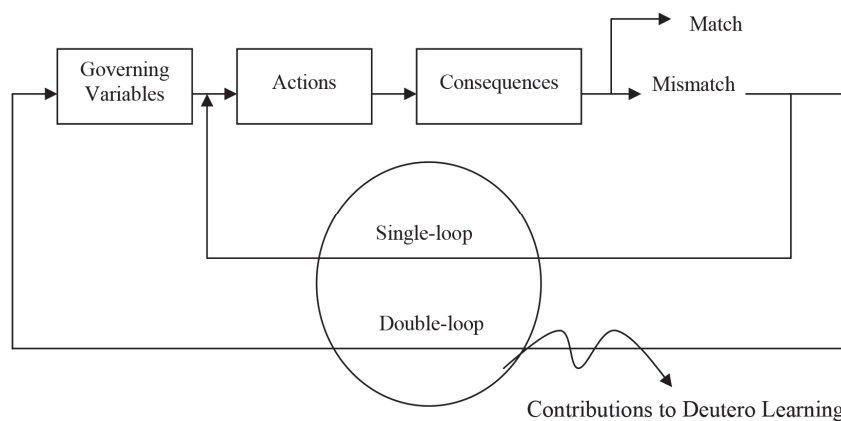 Match
Governing
Variables
Actions
Consequences
Mismatch
Single-loop
Double-loop
Contributions to Deutero Learning